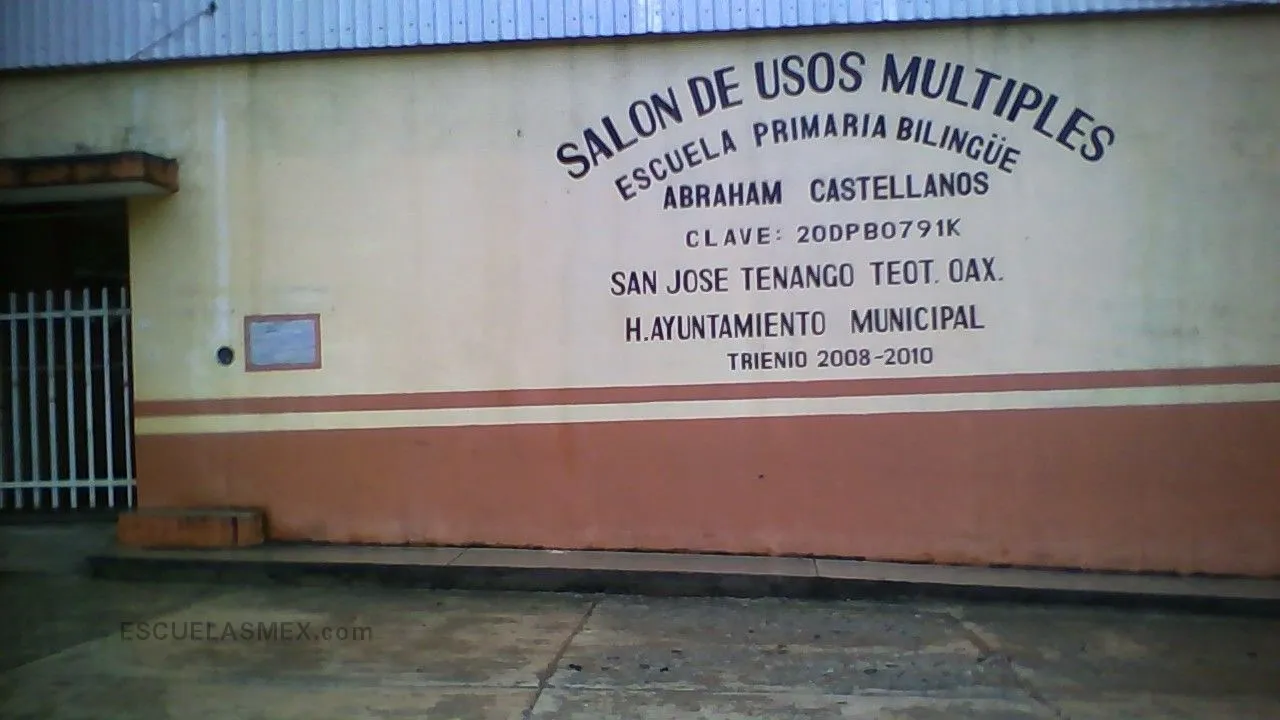 SALON DE USOS MULTIPLES
ESCUELA PRIMARIA BILINGÜE
ABRAHAM CASTELLANOS
CLAVE: 20DPB0791K
SAN JOSE TENANGO TEOT. OAX.
H. AYUNTAMIENTO MUNICIPAL
TRIENIO 2008-2010
ESCUELASMEX.com